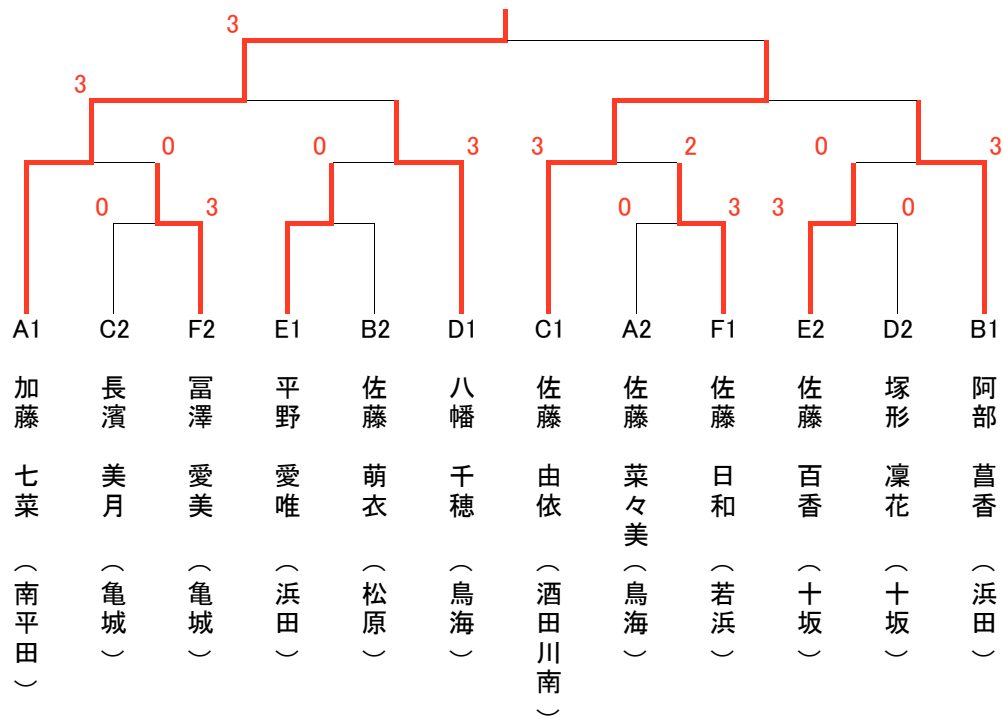 3
3
0
0
3
3
2
0
3
0
3
0
3
3
0
A1
C2
F2
E1
B2
D1
C1
A2
F1
E2
D2
B1
加藤 七菜 （南平田）
長濱 美月 （亀城）
冨澤 愛美 （亀城）
平野 愛唯 （浜田）
佐藤 萌衣 （松原）
八幡 千穂 （鳥海）
佐藤 由依 （酒田川南）
佐藤 菜々美 （鳥海）
佐藤 日和 （若浜）
佐藤 百香 （十坂）
塚形 凜花 （十坂）
阿部 菖香 （浜田）